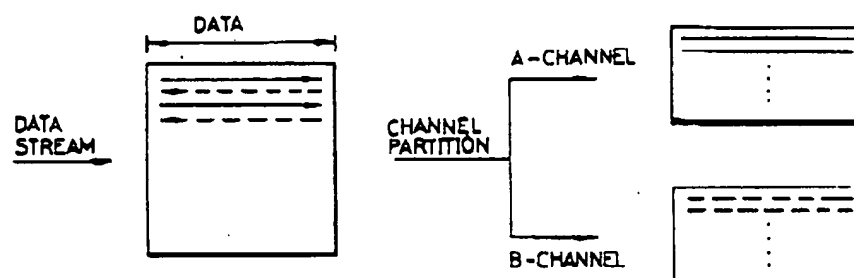 DATA
DATA
STREAM
CHANNEL
PARTITION
A-CHANNEL
B-CHANNEL